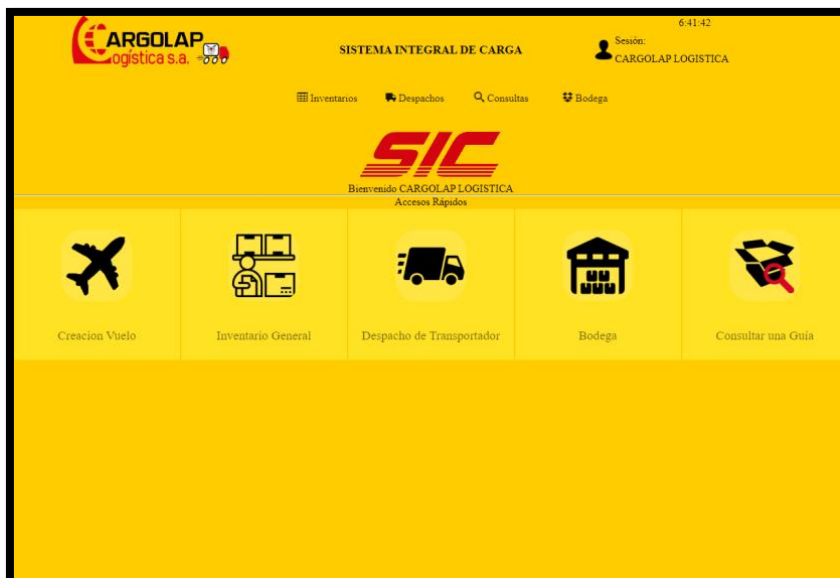 6:41:42
CARGOLAP
Logística s.a.
SISTEMA INTEGRAL DE CARGA
Sesión:
CARGOLAP LOGISTICA
Inventarios Despachos Consultas Bodega
SIC
Bienvenido CARGOLAP LOGISTICA
Accesos Rápidos
Creacion Vuelo Inventario General Despacho de Transportador Bodega Consultar una Guía